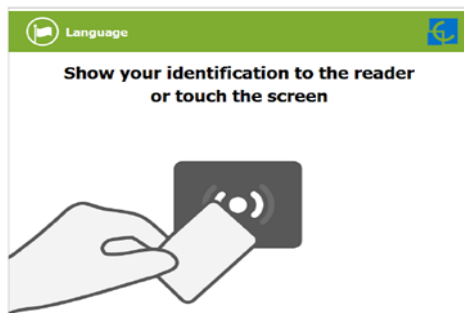 Language
Show your identification to the reader
or touch the screen